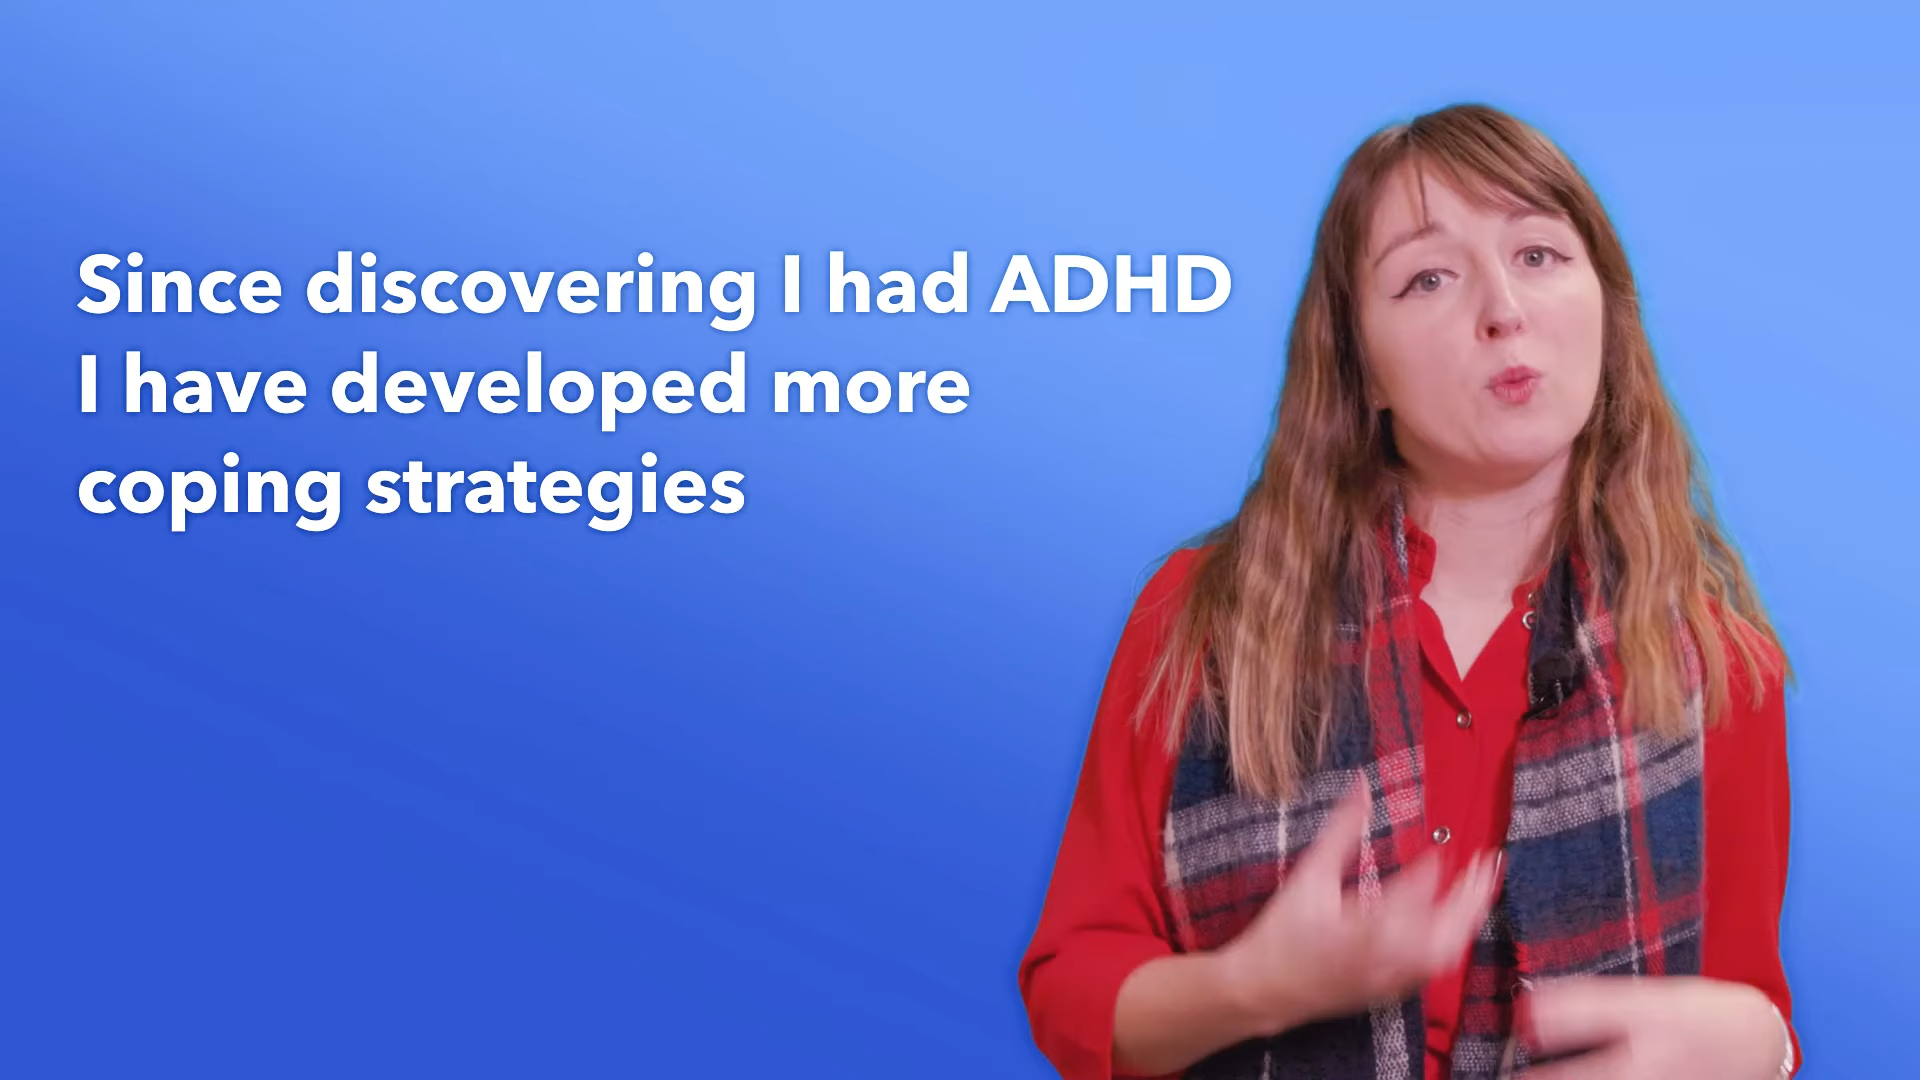 Since discovering I had ADHD
I have developed more
coping strategies